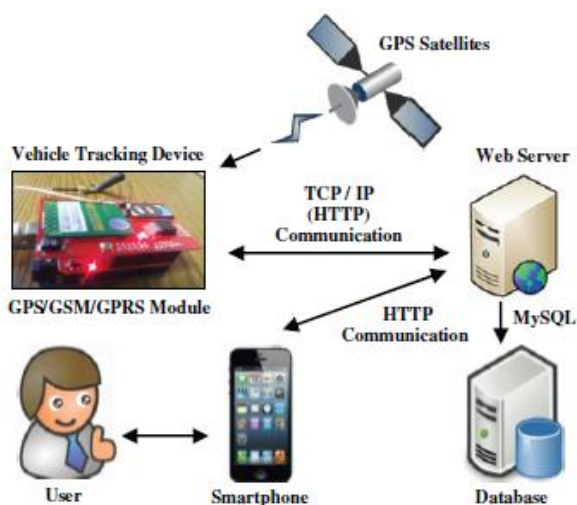 GPS Satellites
Vehicle Tracking Device
Web Server
TCP / IP
(HTTP)
Communication
GPS/GSM/GPRS Module
HTTP
Communication
MySQL
User
Smartphone
Database